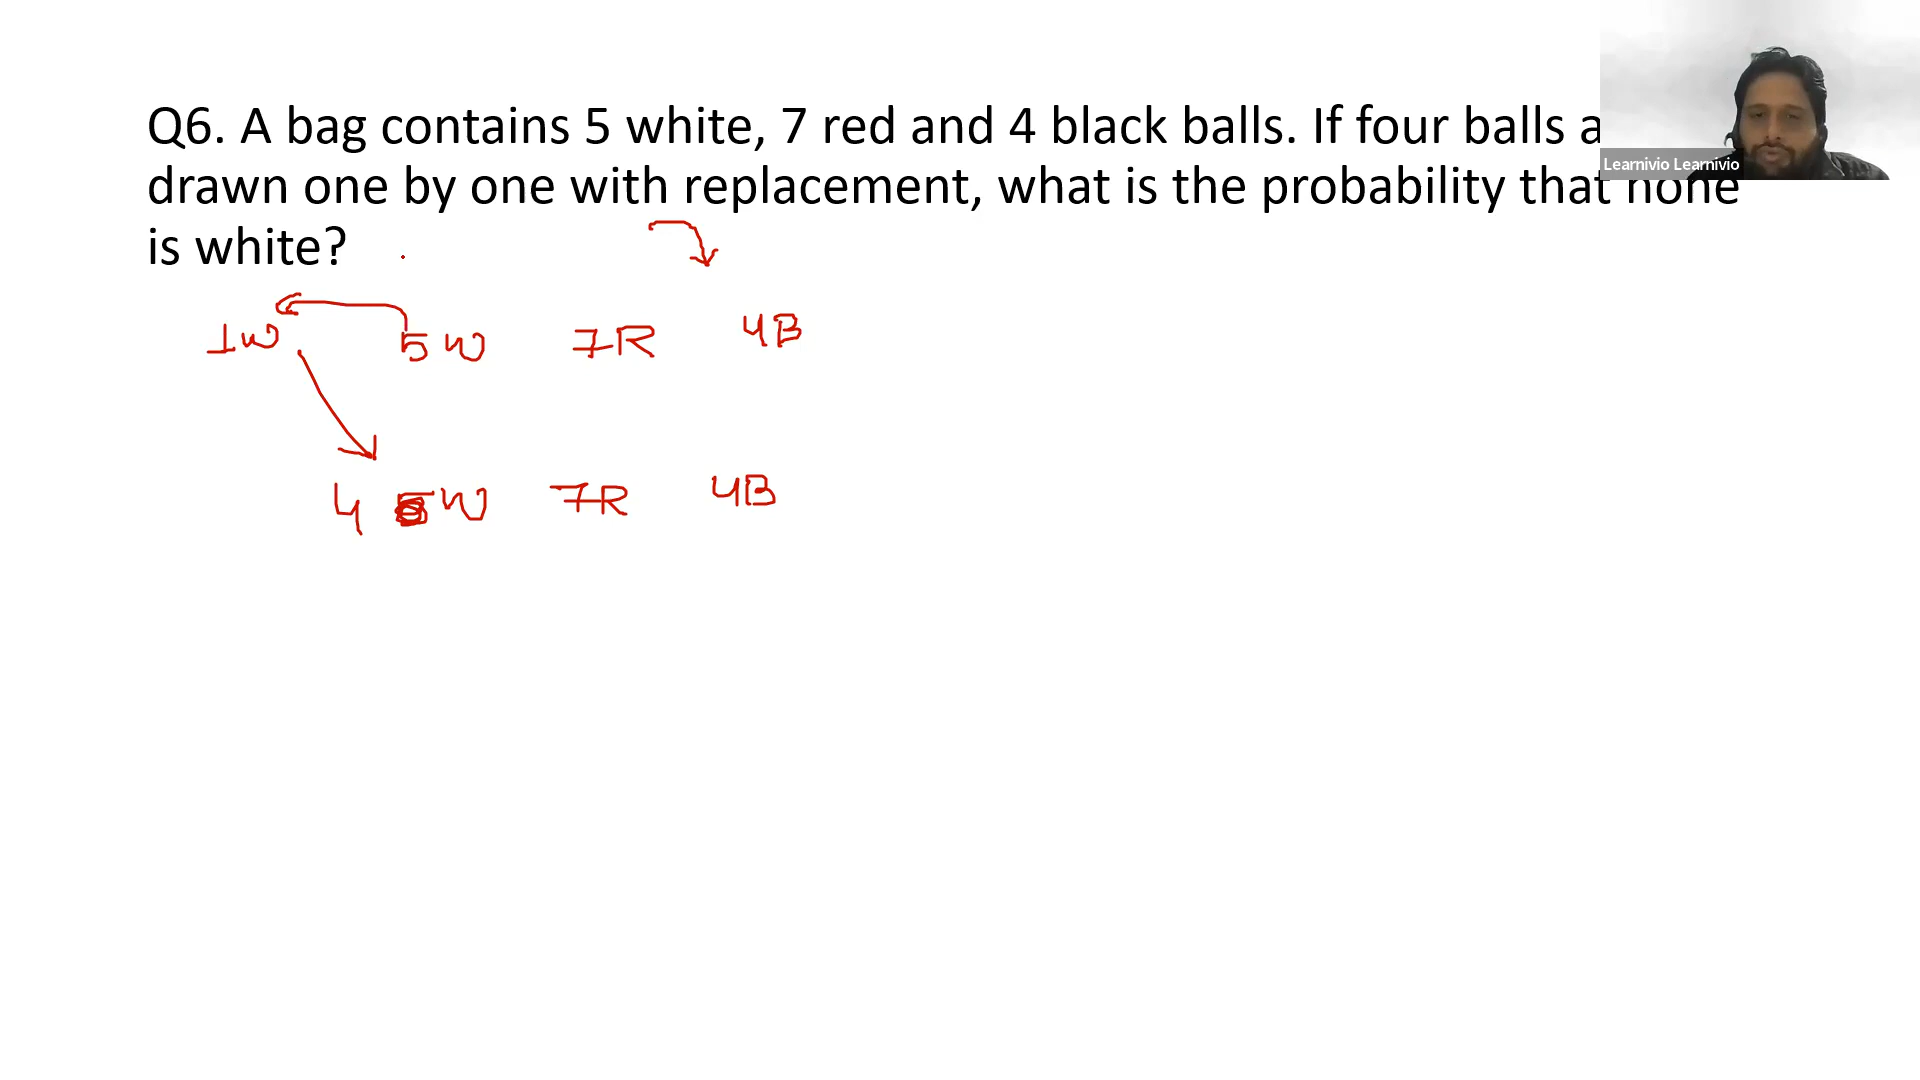 Q6. A bag contains 5 white, 7 red and 4 black balls. If four balls a
drawn one by one with replacement, what is the probability that none
is white?
Learnivio Learnivio
1W 5W 7R 4B
4 W 7R 4B